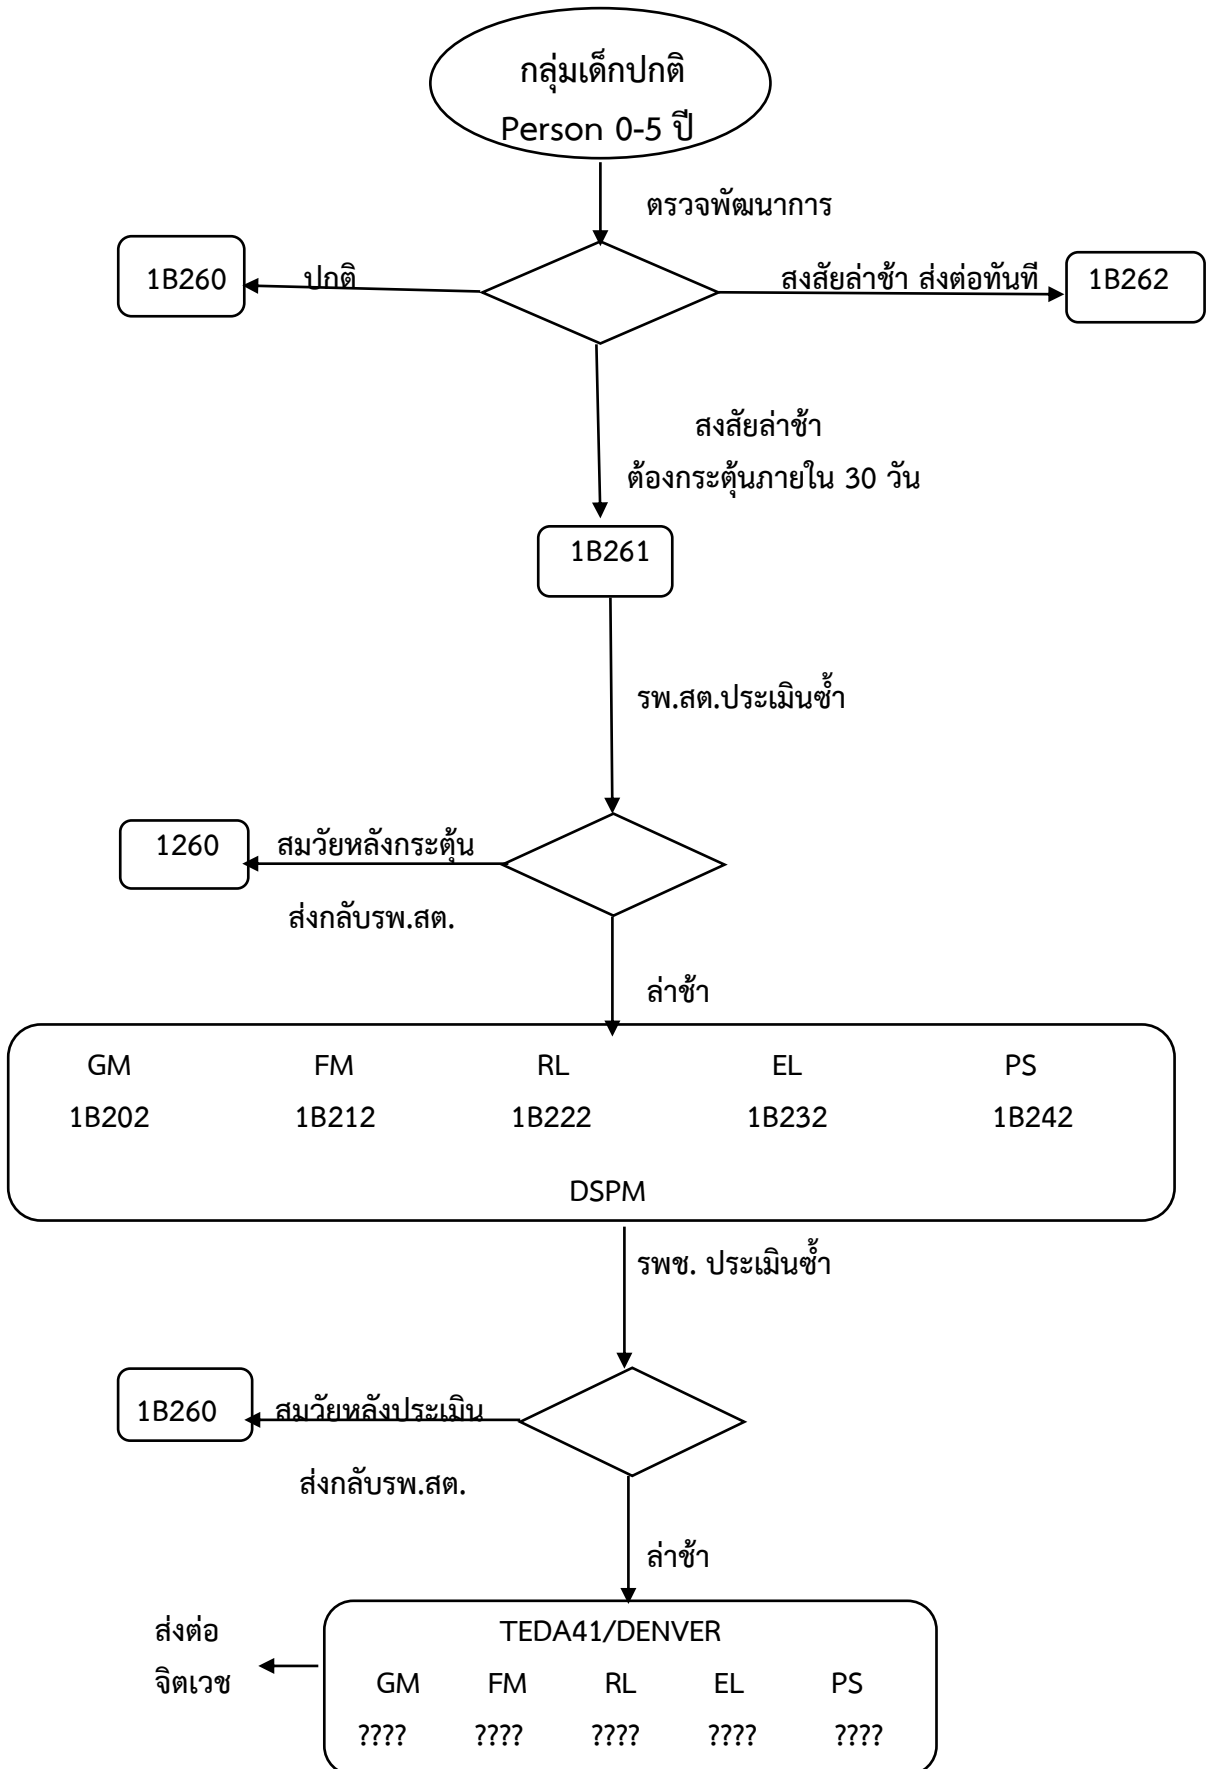 กลุ่มเด็กปกติ
Person 0-5 ปี
ตรวจพัฒนาการ
1B260
ปกติ
สงสัยล่าช้า ส่งต่อทันที
1B262
สงสัยล่าช้า
ต้องกระตุ้นภายใน 30 วัน
1B261
รพ.สต.ประเมินซ้ำ
1260
สมวัยหลังกระตุ้น
ส่งกลับรพ.สต.
ล่าช้า
GM FM RL EL PS
1B202 1B212 1B222 1B232 1B242
DSPM
รพช. ประเมินซ้ำ
1B260
สมวัยหลังประเมิน
ส่งกลับรพ.สต.
ล่าช้า
ส่งต่อ
จิตเวช
TEDA41/DENVER
GM FM RL EL PS
???? ???? ???? ???? ????